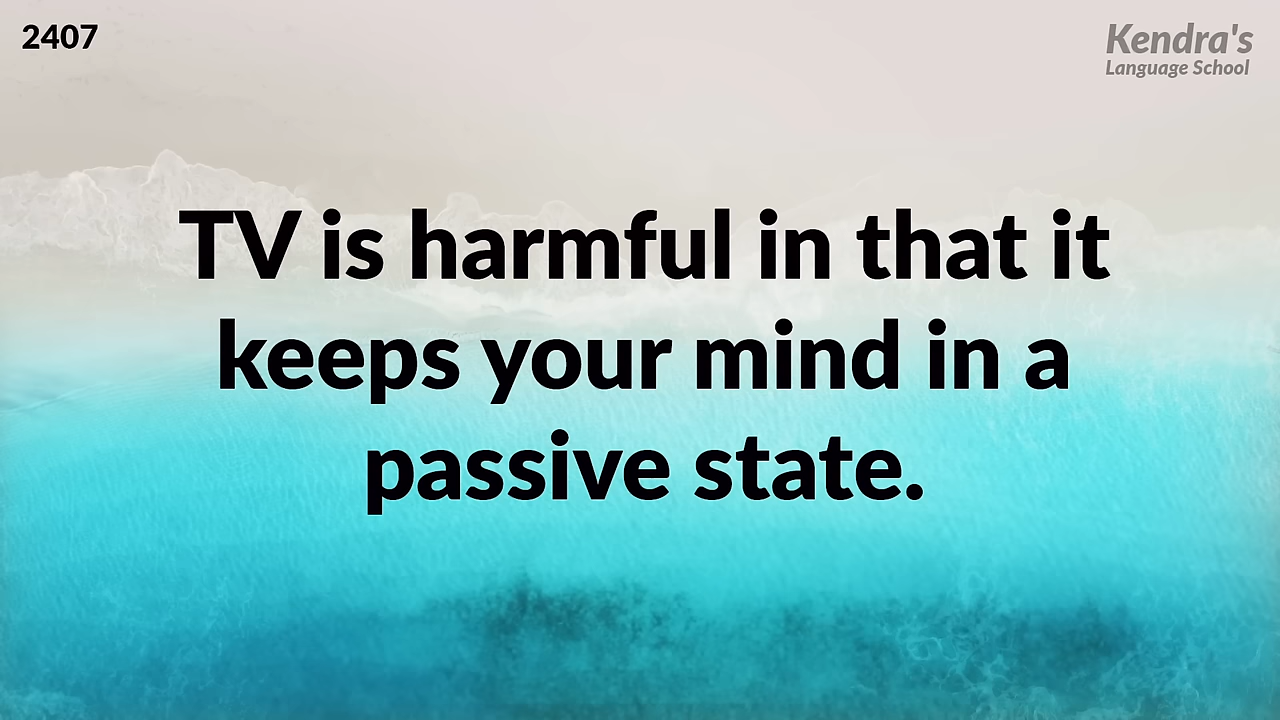 2407
Kendra's
Language School
TV is harmful in that it
keeps your mind in a
passive state.